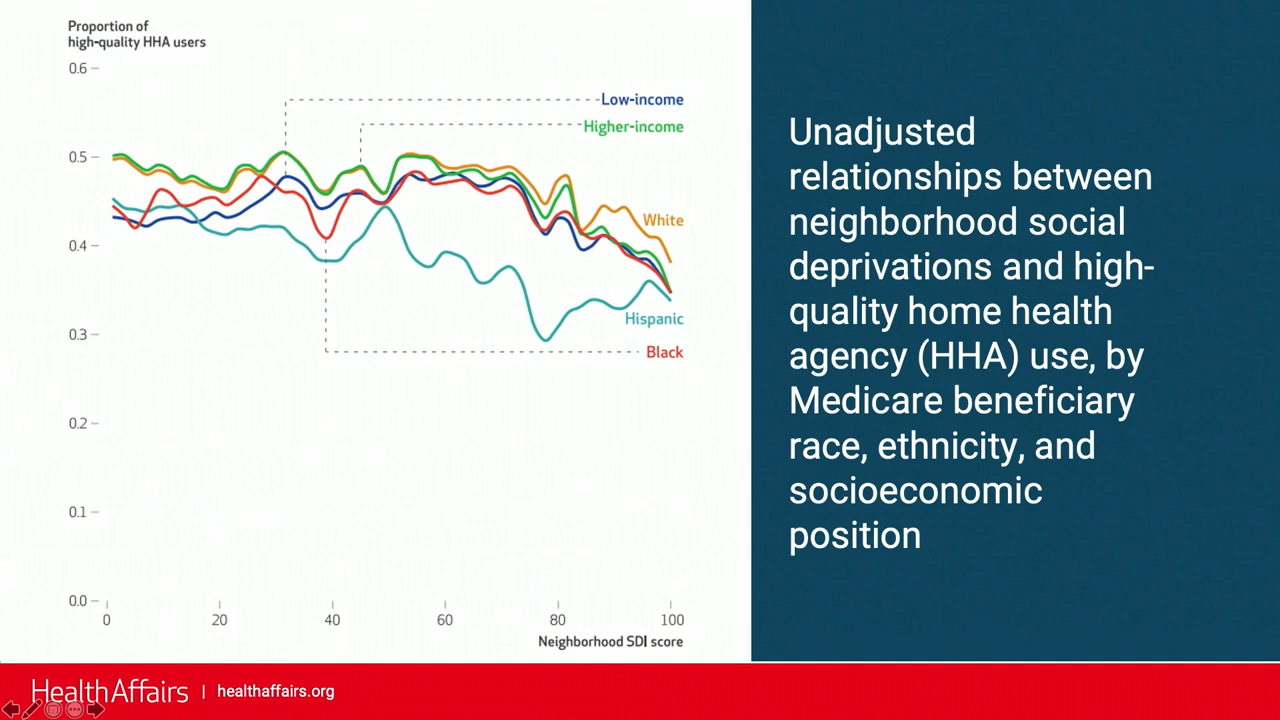 Proportion of
high-quality HHA users
0.6
0.5
0.4
0.3
0.2
0.1
0.0
0
20
40
60
80
100
Neighborhood SDI score
Low-income
Higher-income
White
Hispanic
Black
Unadjusted
relationships between
neighborhood social
deprivations and high-
quality home health
agency (HHA) use, by
Medicare beneficiary
race, ethnicity, and
socioeconomic
position
HealthAffairs | healthaffairs.org